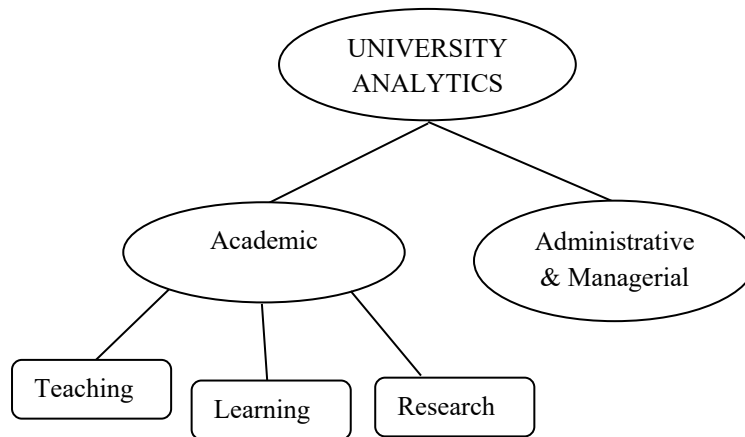 UNIVERSITY
ANALYTICS
Academic
Administrative
& Managerial
Teaching
Learning
Research